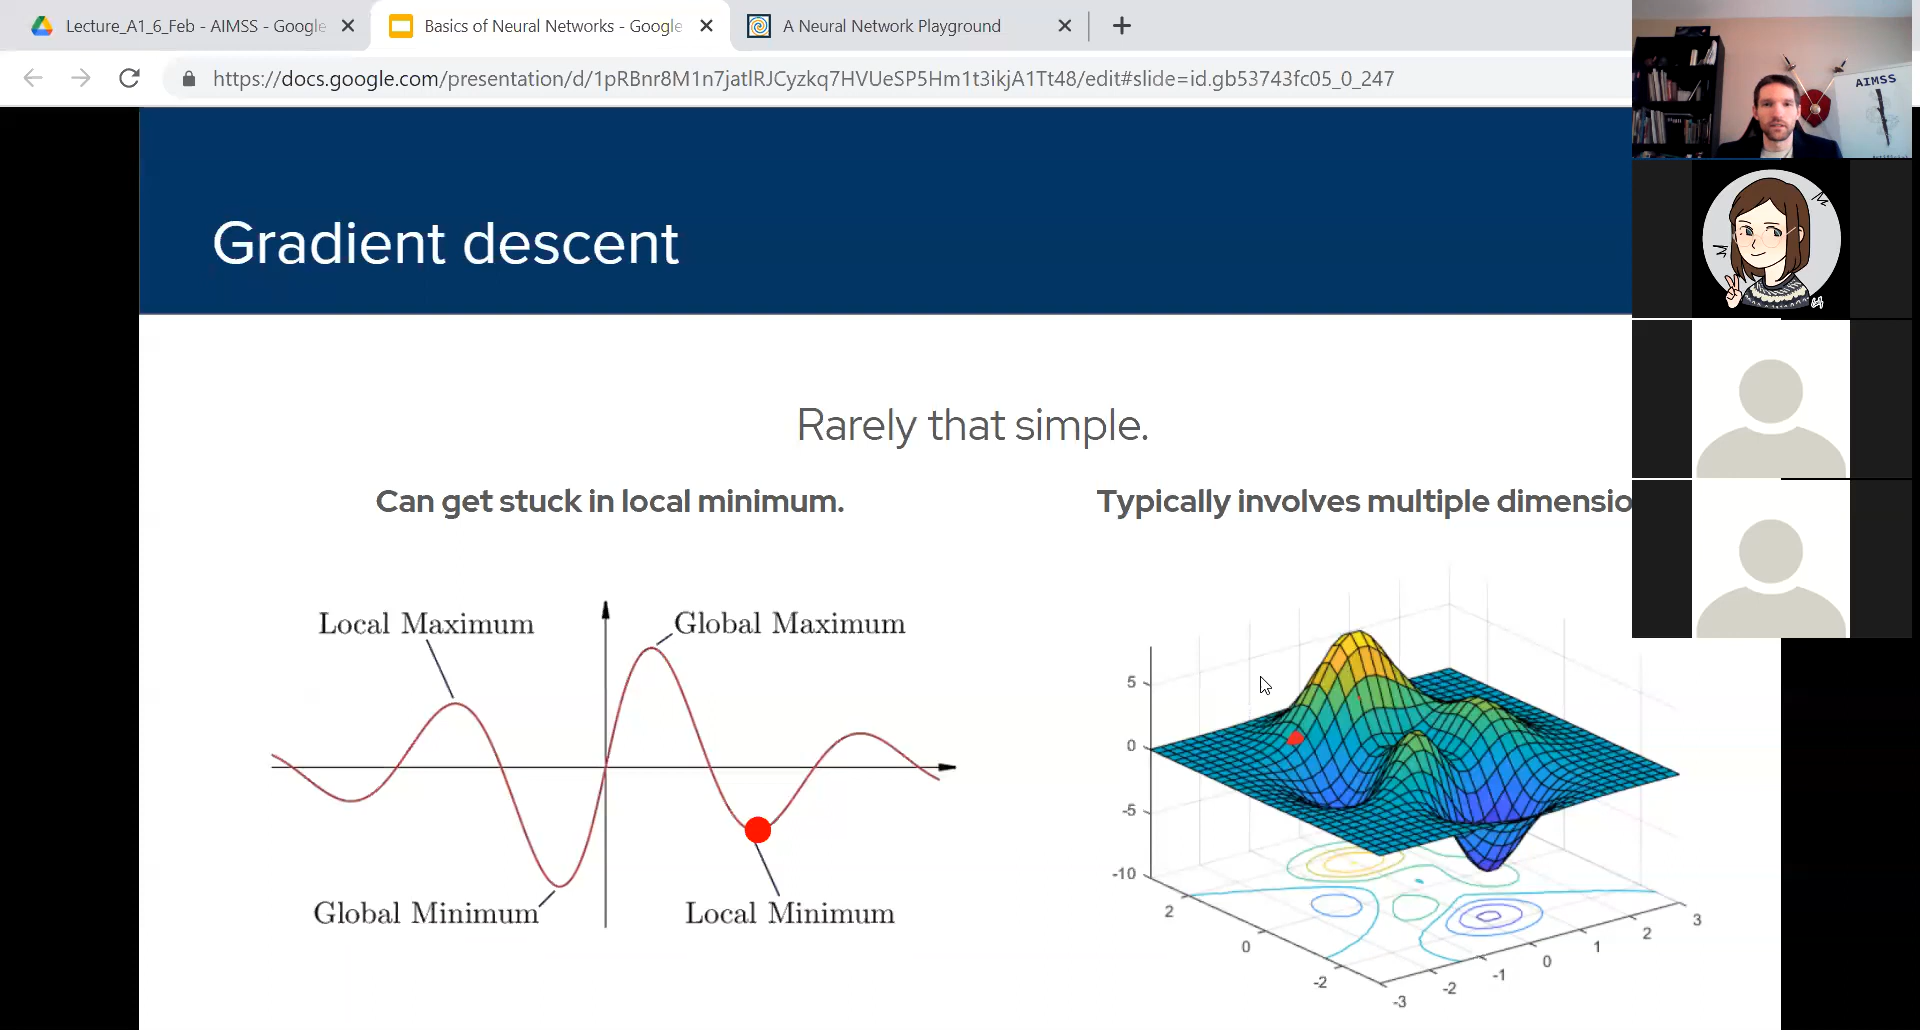 Lecture_A1_6_Feb - AIMSS - Google
Basics of Neural Networks - Google
A Neural Network Playground
https://docs.google.com/presentation/d/1pRBnr8M1n7jatlRJCyzkq7HVUeSP5Hm1t3ikjA1Tt48/edit#slide=id.gb53743fc05_0_247
AIMSS
Gradient descent
Rarely that simple.
Can get stuck in local minimum.
Typically involves multiple dimensio
Local Maximum
Global Maximum
Global Minimum
Local Minimum
5
0
-5
-10
2
0
-2
-3
-2
-1
0
1
2
3